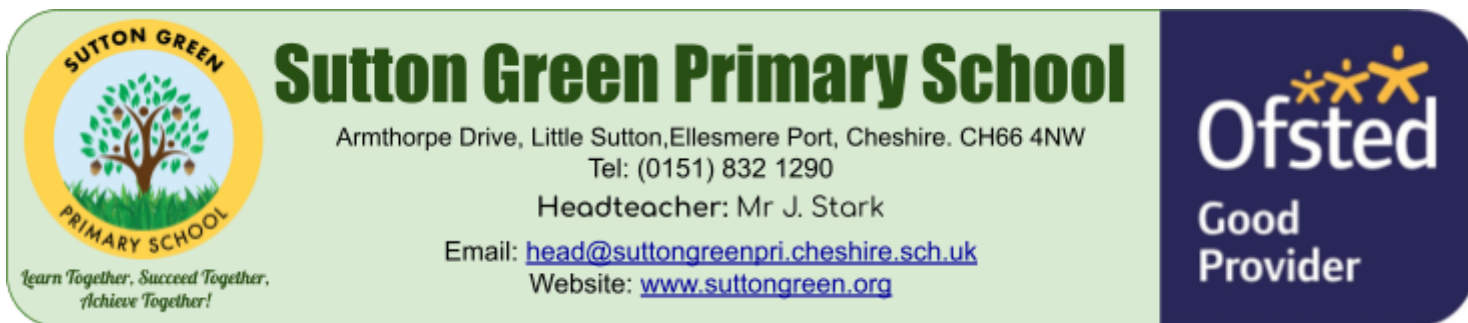 SUTTON GREEN
PRIMARY SCHOOL
Learn Together, Succeed Together,
Achieve Together!
Sutton Green Primary School
Armthorpe Drive, Little Sutton,Ellesmere Port, Cheshire. CH66 4NW
Tel: (0151) 832 1290
Headteacher: Mr J. Stark
Email: head@suttongreenpri.cheshire.sch.uk
Website: www.suttongreen.org
Ofsted
Good
Provider